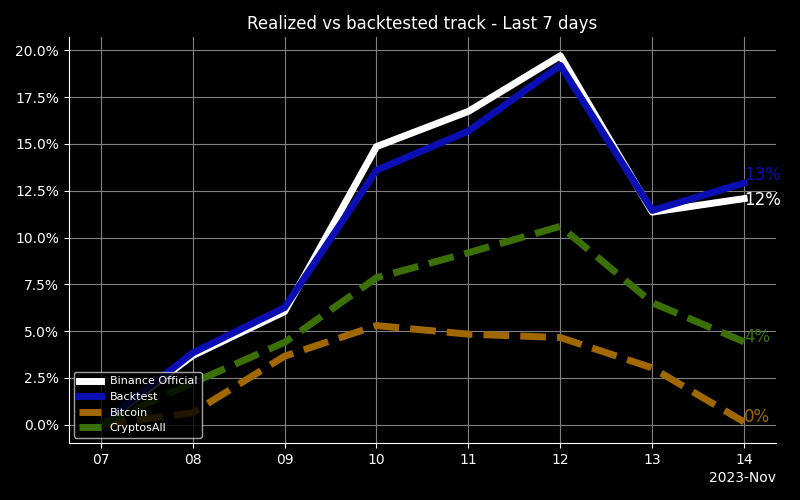 Realized vs backtested track - Last 7 days
20.0%
17.5%
15.0%
12.5%
10.0%
7.5%
5.0%
2.5%
0.0%
13%
12%
4%
0%
Binance Official
Backtest
Bitcoin
CryptosAll
07 08 09 10 11 12 13 14
2023-Nov